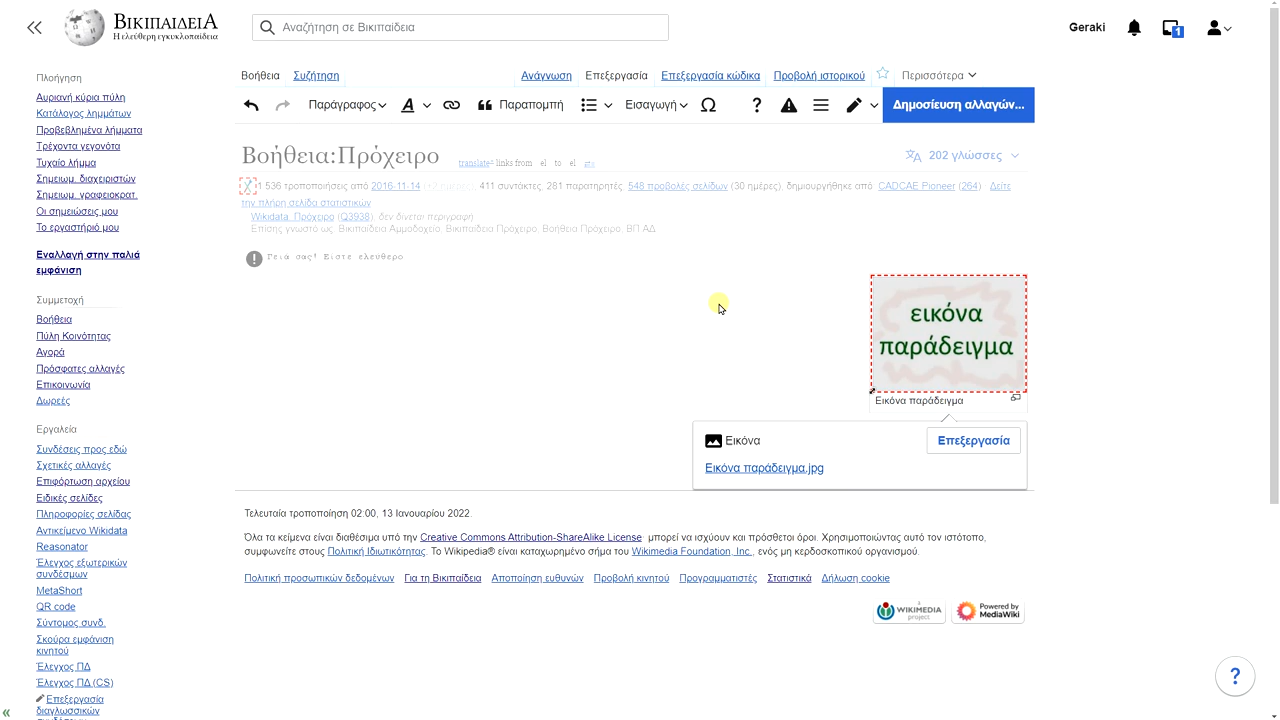 ΒΙΚΙΠΑΙΔΕΙΑ
Η ελεύθερη εγκυκλοπαίδεια
Αναζήτηση σε Βικιπαίδεια
Geraki
1
Πλοήγηση
Αυριανή κύρια πύλη
Κατάλογος λημμάτων
Προβεβλημένα λήμματα
Τρέχοντα γεγονότα
Τυχαίο λήμμα
Σημειωμ. διαχειριστών
Σημειωμ. γραφειοκρατ.
Οι σημειώσεις μου
Το εργαστήριό μου
Εναλλαγή στην παλιά
εμφάνιση
Συμμετοχή
Βοήθεια
Πύλη Κοινότητας
Αγορά
Πρόσφατες αλλαγές
Επικοινωνία
Δωρεές
Εργαλεία
Συνδέσεις προς εδώ
Σχετικές αλλαγές
Επιφόρτωση αρχείου
Ειδικές σελίδες
Πληροφορίες σελίδας
Αντικείμενο Wikidata
Reasonator
Έλεγχος εξωτερικών
συνδέσμων
MetaShort
QR code
Σύντομος συνδ.
Σκούρα εμφάνιση
κινητού
Έλεγχος ΠΔ
Έλεγχος ΠΔ (CS)
Επεξεργασία
διαγλωσσικών
Βοήθεια Συζήτηση Ανάγνωση Επεξεργασία Επεξεργασία κώδικα Προβολή ιστορικού Περισσότερα
Παράγραφος A Παραπομπή Εισαγωγή Ω ? Δημοσίευση αλλαγών...
Βοήθεια:Πρόχειρο translate links from el to el 202 γλώσσες
1 536 τροποποιήσεις από 2016-11-14 411 συντάκτες, 281 παρατηρητές, 548 προβολές σελίδων (30 ημέρες), δημιουργήθηκε από CADCAE Pioneer (264) Δείτε
την πλήρη σελίδα στατιστικών
Wikidata Πρόχειρο (Q3938), δεν δίνεται περιγραφή
Επίσης γνωστό ως Βικιπαίδεια Αμμοδοχείο, Βικιπαίδεια Πρόχειρο, Βοήθεια Πρόχειρο, ΒΠ ΑΔ
Γειά σας! Είστε ελεύθερο
εικόνα
παράδειγμα
Εικόνα παράδειγμα
Εικόνα Επεξεργασία
Εικόνα παράδειγμα.jpg
Τελευταία τροποποίηση 02:00, 13 Ιανουαρίου 2022.
Όλα τα κείμενα είναι διαθέσιμα υπό την Creative Commons Attribution-ShareAlike License μπορεί να ισχύουν και πρόσθετοι όροι. Χρησιμοποιώντας αυτό τον ιστότοπο,
συμφωνείτε στους Πολιτική Ιδιωτικότητας. Το Wikipedia® είναι καταχωρημένο σήμα του Wikimedia Foundation, Inc., ενός μη κερδοσκοπικού οργανισμού.
Πολιτική προσωπικών δεδομένων Για τη Βικιπαίδεια Αποποίηση ευθυνών Προβολή κινητού Προγραμματιστές Στατιστικά Δήλωση cookie
a WIKIMEDIA project Powered by MediaWiki
?